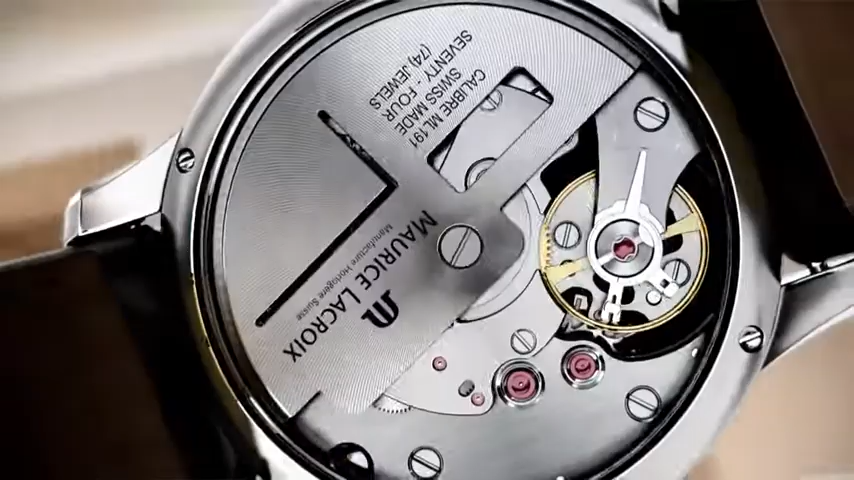 CALIBRE ML 191
SWISS MADE
SEVENTY - FOUR
(74) JEWELS
MAURICE LACROIX
Manufacture Horlogère Suisse